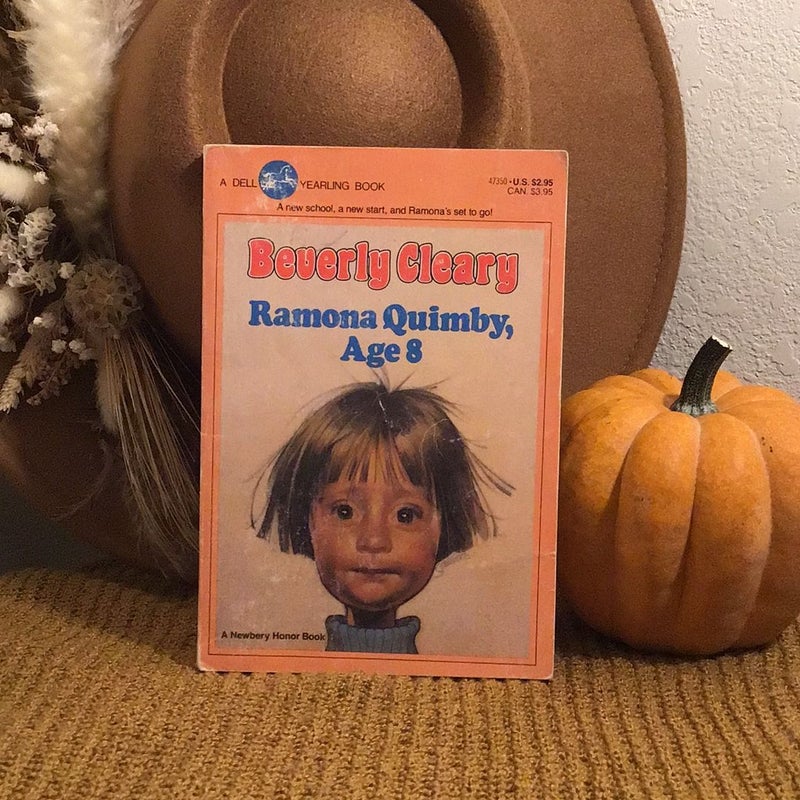 A DELL YEARLING BOOK
47350 • U.S. $2.95
CAN. $3.95
A new school, a new start, and Ramona's set to go!
Beverly Cleary
Ramona Quimby,
Age 8
A Newbery Honor Book